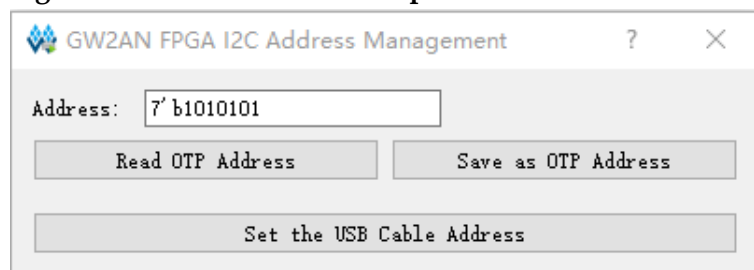 GW2AN FPGA I2C Address Management ? ×
Address: 7'b1010101
Read OTP Address Save as OTP Address
Set the USB Cable Address